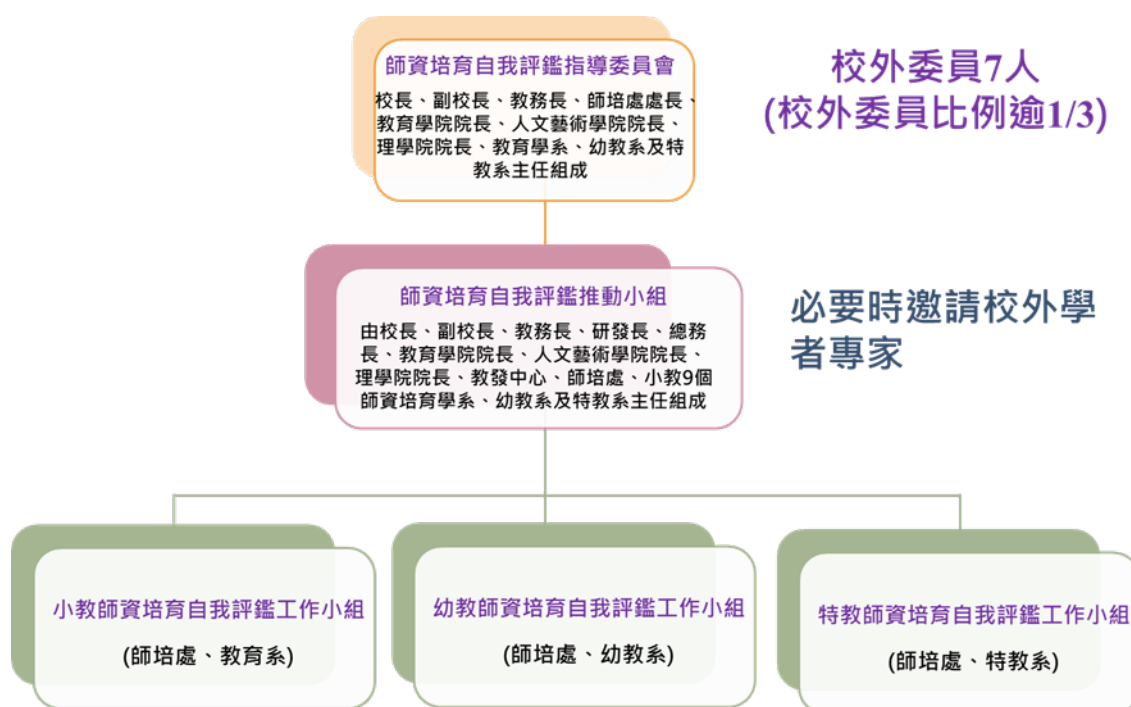 師資培育自我評鑑指導委員會
校長、副校長、教務長、師培處處長、
教育學院院長、人文藝術學院院長、
理學院院長、教育學系、幼教系及特
教系主任組成
校外委員7人
(校外委員比例逾1/3)
師資培育自我評鑑推動小組
由校長、副校長、教務長、研發長、總務
長、教育學院院長、人文藝術學院院長、
理學院院長、教發中心、師培處、小教9個
師資培育學系、幼教系及特教系主任組成
必要時邀請校外學
者專家
小教師資培育自我評鑑工作小組
(師培處、教育系)
幼教師資培育自我評鑑工作小組
(師培處、幼教系)
特教師資培育自我評鑑工作小組
(師培處、特教系)